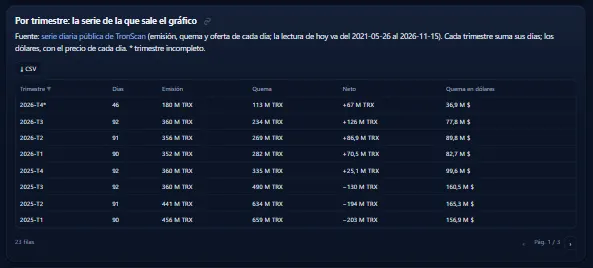 Por trimestre: la serie de la que sale el gráfico
Fuente: serie diaria pública de TronScan (emisión, quema y oferta de cada día; la lectura de hoy va del 2021-05-26 al 2026-11-15). Cada trimestre suma sus días; los
dólares, con el precio de cada día. * trimestre incompleto.
CSV
Trimestre Días Emisión Quema Neto Quema en dólares
2026-T4* 46 180 M TRX 113 M TRX +67 M TRX 36,9 M $
2026-T3 92 360 M TRX 234 M TRX +126 M TRX 77,8 M $
2026-T2 91 356 M TRX 269 M TRX +86,9 M TRX 89,8 M $
2026-T1 90 352 M TRX 282 M TRX +70,5 M TRX 82,7 M $
2025-T4 92 360 M TRX 335 M TRX +25,1 M TRX 99,6 M $
2025-T3 92 360 M TRX 490 M TRX −130 M TRX 160,5 M $
2025-T2 91 441 M TRX 634 M TRX −194 M TRX 165,3 M $
2025-T1 90 456 M TRX 659 M TRX −203 M TRX 156,9 M $
23 filas Pág. 1 / 3